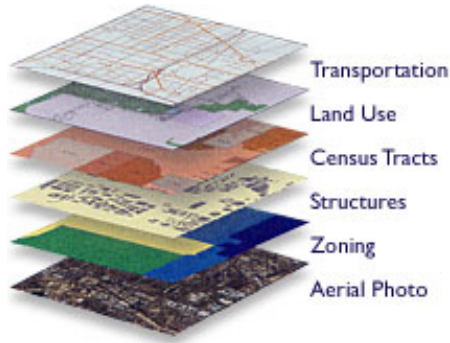 Transportation
Land Use
Census Tracts
Structures
Zoning
Aerial Photo